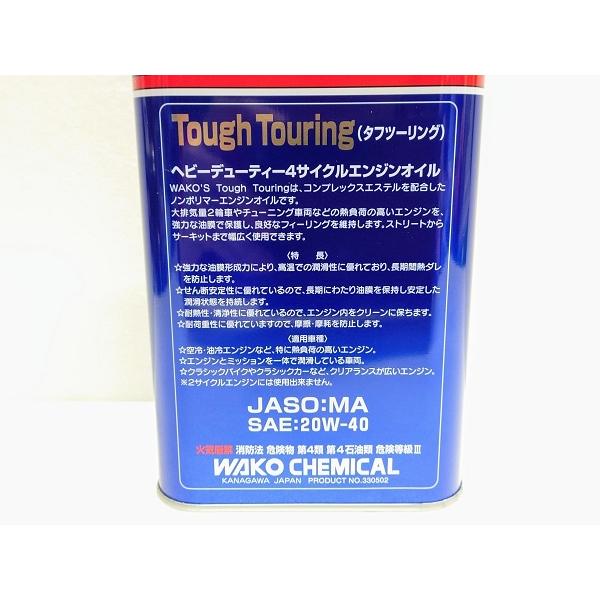 Tough Touring(タフツーリング)
ヘビーデューティー4サイクルエンジンオイル
WAKO'S Tough Touringは、コンプレックスエステルを配合した
ノンポリマーエンジンオイルです。
大排気量2輪車やチューニング車両などの熱負荷の高いエンジンを、
強力な油膜で保護し、良好なフィーリングを維持します。ストリートから
サーキットまで幅広く使用できます。
〈特 長〉
☆強力な油膜形成力により、高温での潤滑性に優れており、長期間熱ダレ
を防止します。
☆せん断安定性に優れているので、長期にわたり油膜を保持し安定した
潤滑状態を持続します。
☆耐熱性・清浄性に優れているので、エンジン内をクリーンに保ちます。
☆耐荷重性に優れていますので、摩擦・摩耗を防止します。
〈適用車種〉
☆空冷・油冷エンジンなど、特に熱負荷の高いエンジン。
☆エンジンとミッションを一体で潤滑している車両。
☆クラシックバイクやクラシックカーなど、クリアランスが広いエンジン。
※2サイクルエンジンには使用出来ません。
JASO:MA
SAE:20W-40
火気厳禁 消防法 危険物 第4類 第4石油類 危険等級Ⅲ
WAKO CHEMICAL
KANAGAWA JAPAN PRODUCT NO.330502